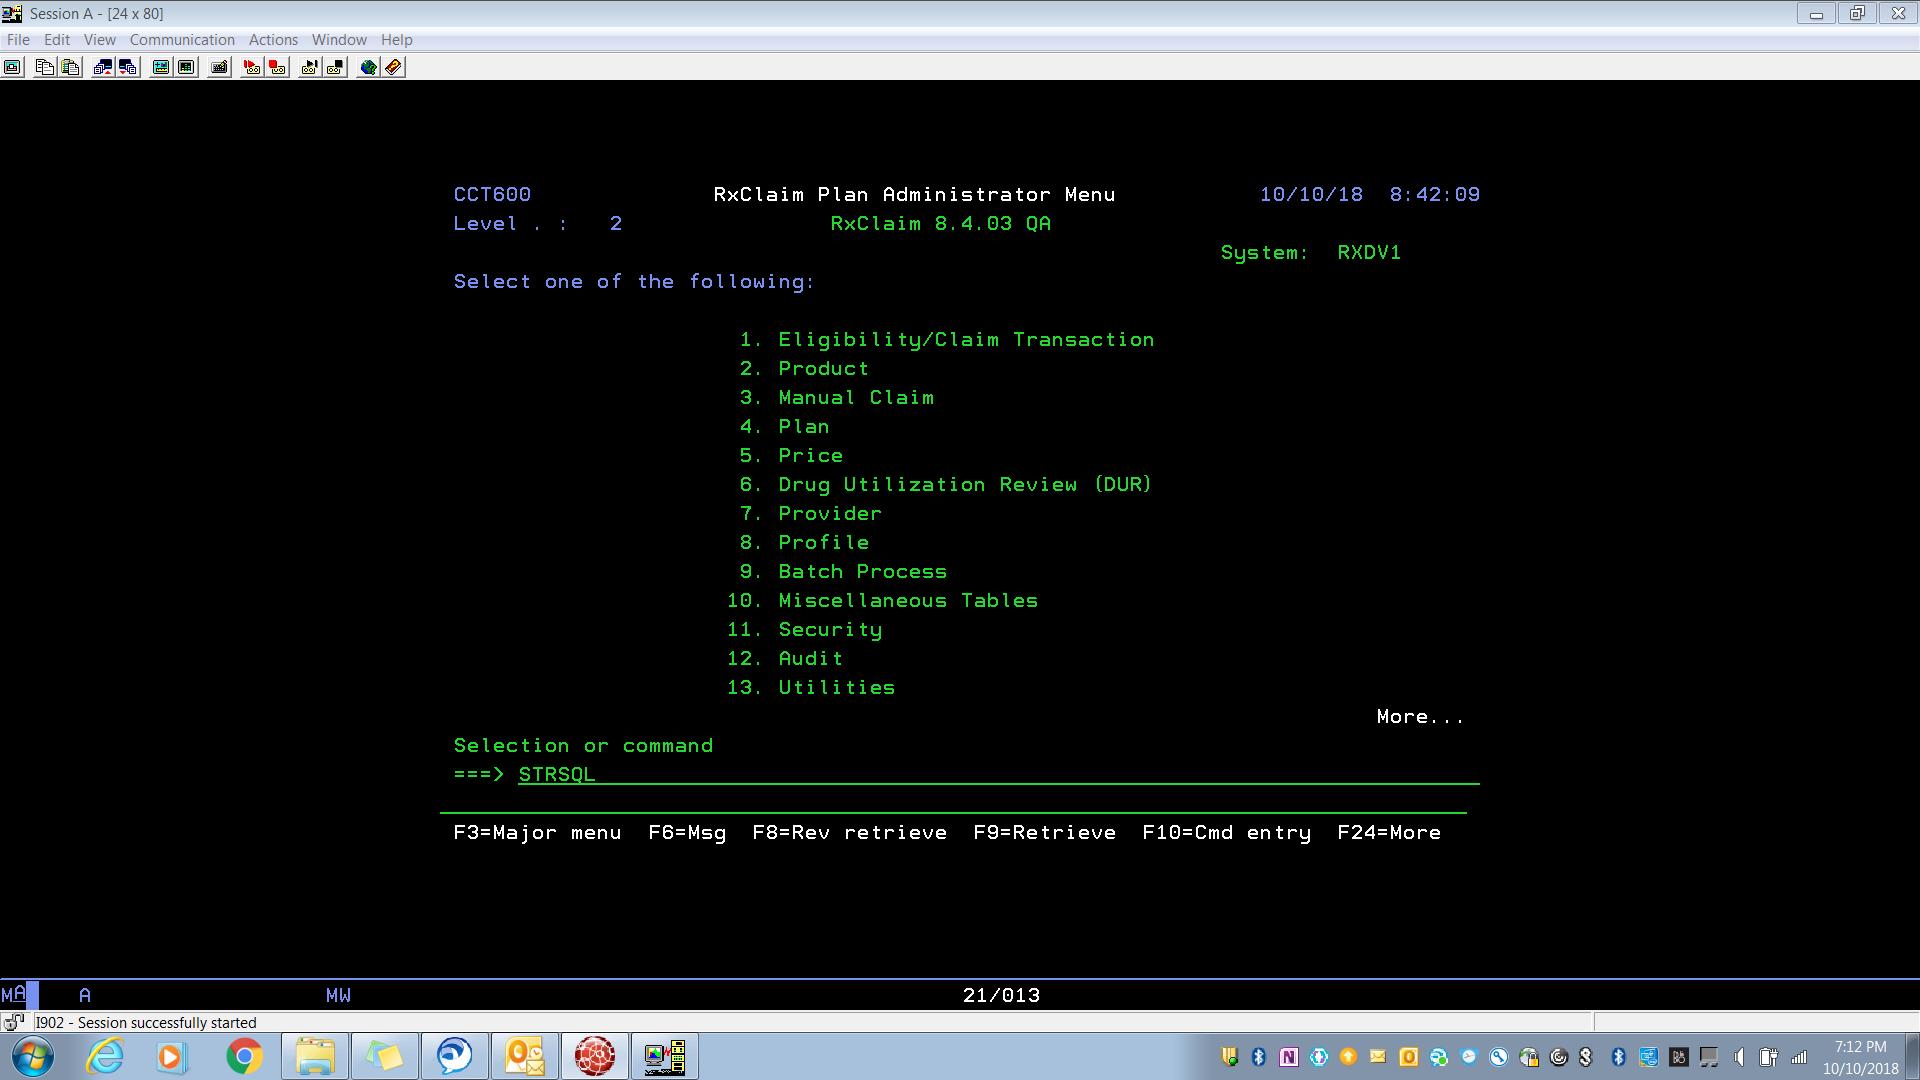 Session A - [24 x 80]
File Edit View Communication Actions Window Help
CCT600 RxClaim Plan Administrator Menu 10/10/18 8:42:09
Level . : 2 RxClaim 8.4.03 QA
System: RXDV1
Select one of the following:
1. Eligibility/Claim Transaction
2. Product
3. Manual Claim
4. Plan
5. Price
6. Drug Utilization Review (DUR)
7. Provider
8. Profile
9. Batch Process
10. Miscellaneous Tables
11. Security
12. Audit
13. Utilities
More...
Selection or command
===> STRSQL
F3=Major menu F6=Msg F8=Rev retrieve F9=Retrieve F10=Cmd entry F24=More
MA A MW 21/013
I902 - Session successfully started
7:12 PM
10/10/2018